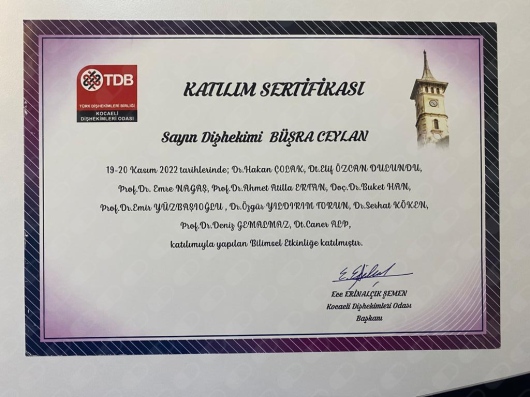 TDB
TÜRK DİŞHEKİMLERİ BİRLİĞİ
KOCAELİ
DİŞHEKİMLERİ ODASI
KATILIM SERTİFİKASI
Sayın Dişhekimi BÜŞRA CEYLAN
19-20 Kasım 2022 tarihlerinde; Dr.Hakan ÇOLAK, Dt.Elif ÖZCAN DULUNDU,
Prof.Dr. Emre NAGAŞ, Prof.Dr.Ahmet Atilla ERTAN, Doç.Dr.Buket HAN,
Prof.Dr.Emir YÜZBAŞIOĞLU , Dr.Özgür YILDIRIM TORUN, Dr.Serhat KÖKEN,
Prof.Dr.Deniz GEMALMAZ, Dt.Caner ALP,
katılımıyla yapılan Bilimsel Etkinliğe katılmıştır.
Ece ERİNALÇIK ŞEMEN
Kocaeli Dişhekimleri Odası
Başkanı